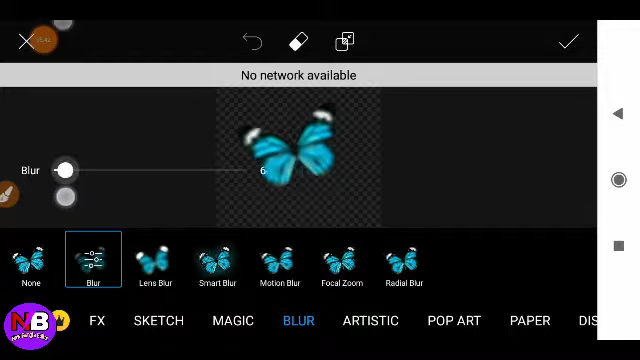 No network available
Blur
6
None
Blur
Lens Blur
Smart Blur
Motion Blur
Focal Zoom
Radial Blur
NB
FX
SKETCH
MAGIC
BLUR
ARTISTIC
POP ART
PAPER
DIS